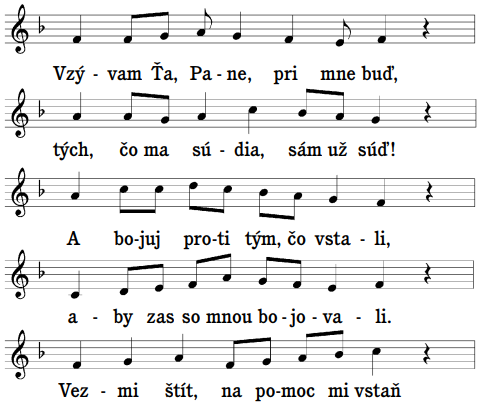 Vzý - vam Ťa, Pa - ne, pri mne buď,
tých, čo ma sú - dia, sám už súď!
A bo-juj pro-ti tým, čo vsta - li,
a - by zas so mnou bo - jo - va - li.
Vez - mi štít, na po-moc mi vstaň